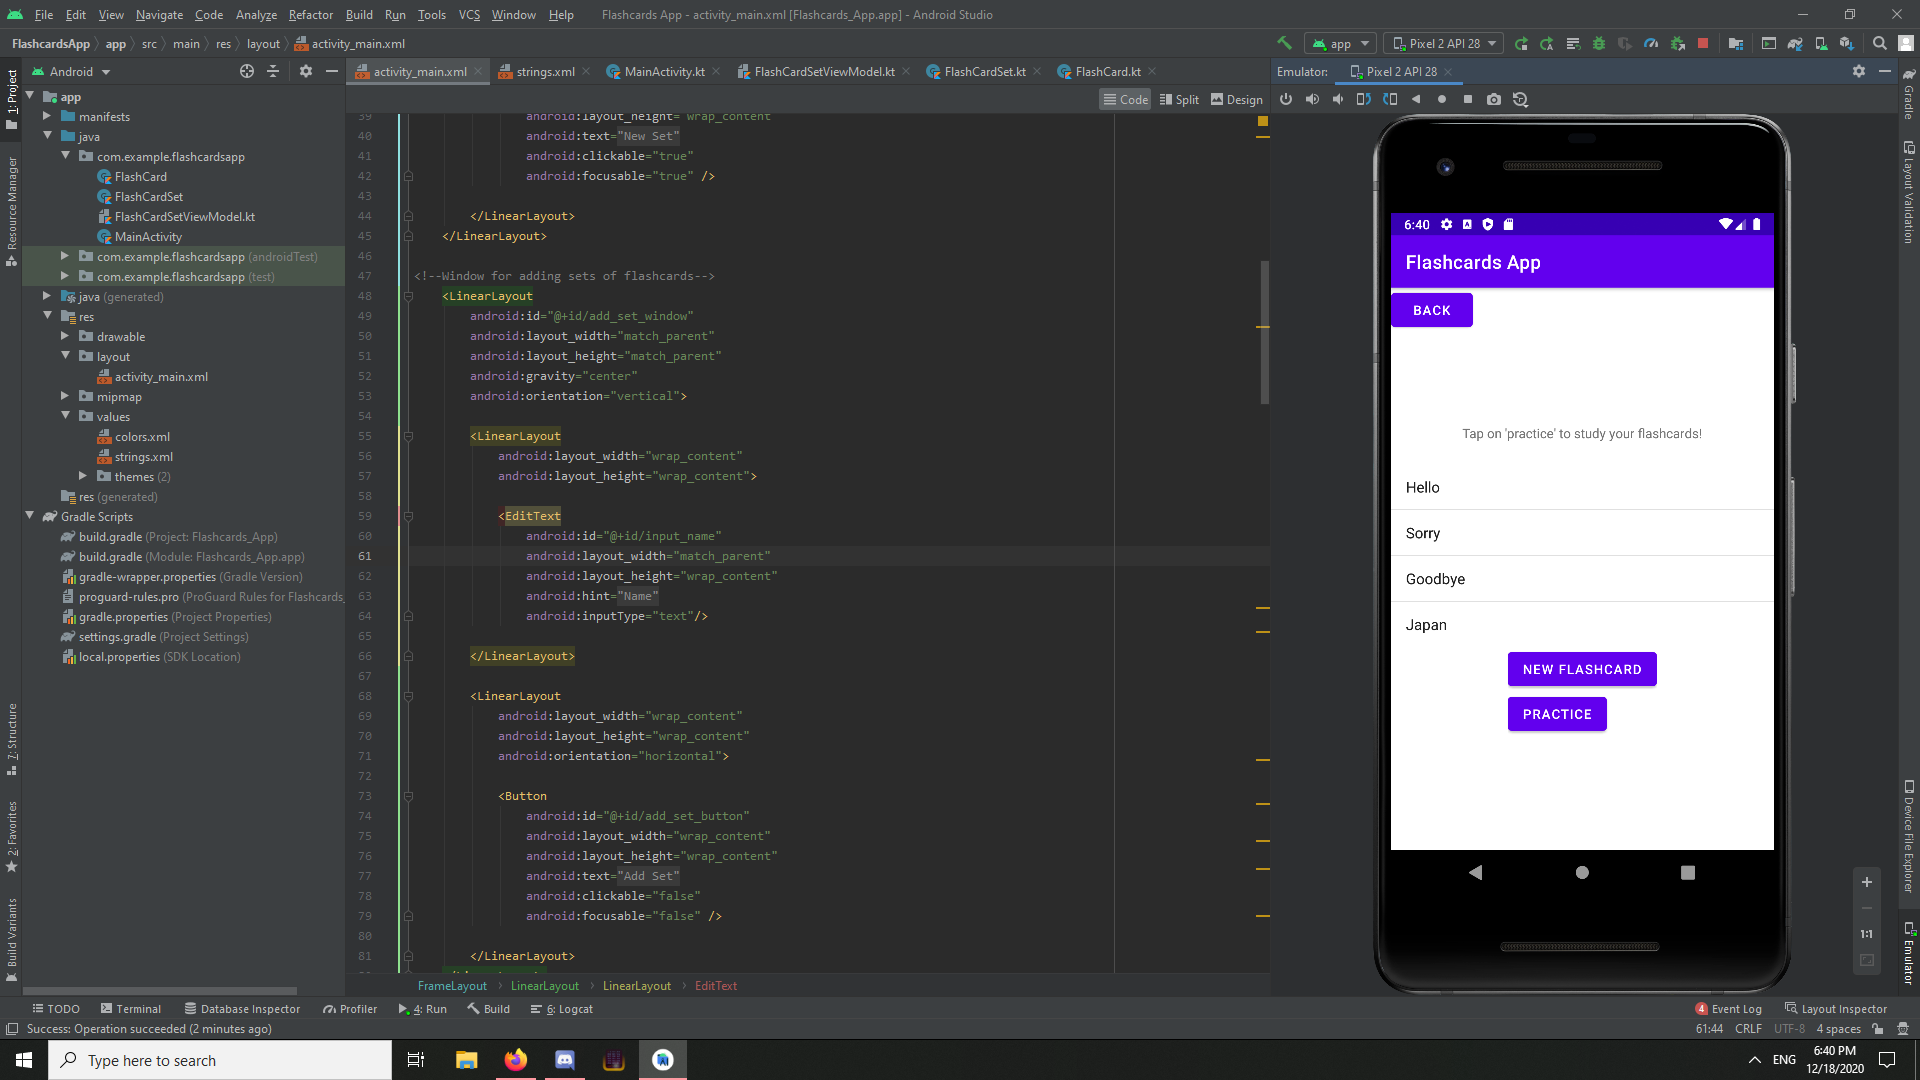 File Edit View Navigate Code Analyze Refactor Build Run Tools VCS Window Help Flashcards App - activity_main.xml [Flashcards_App.app] - Android Studio
FlashcardsApp app src main res layout activity_main.xml app Pixel 2 API 28
Android activity_main.xml strings.xml MainActivity.kt FlashCardSetViewModel.kt FlashCardSet.kt FlashCard.kt Emulator: Pixel 2 API 28
Code Split Design
1: Project
Resource Manager
7: Structure
2: Favorites
Build Variants
app
manifests
java
com.example.flashcardsapp
FlashCard
FlashCardSet
FlashCardSetViewModel.kt
MainActivity
com.example.flashcardsapp (androidTest)
com.example.flashcardsapp (test)
java (generated)
res
drawable
layout
activity_main.xml
mipmap
values
colors.xml
strings.xml
themes (2)
res (generated)
Gradle Scripts
build.gradle (Project: Flashcards_App)
build.gradle (Module: Flashcards_App.app)
gradle-wrapper.properties (Gradle Version)
proguard-rules.pro (ProGuard Rules for Flashcards_
gradle.properties (Project Properties)
settings.gradle (Project Settings)
local.properties (SDK Location)
39 android:layout_height="wrap_content"
40 android:text="New Set"
41 android:clickable="true"
42 android:focusable="true" />
43
44 </LinearLayout>
45 </LinearLayout>
46
47 <!--Window for adding sets of flashcards-->
48 <LinearLayout
49 android:id="@+id/add_set_window"
50 android:layout_width="match_parent"
51 android:layout_height="match_parent"
52 android:gravity="center"
53 android:orientation="vertical">
54
55 <LinearLayout
56 android:layout_width="wrap_content"
57 android:layout_height="wrap_content">
58
59 <EditText
60 android:id="@+id/input_name"
61 android:layout_width="match_parent"
62 android:layout_height="wrap_content"
63 android:hint="Name"
64 android:inputType="text"/>
65
66 </LinearLayout>
67
68 <LinearLayout
69 android:layout_width="wrap_content"
70 android:layout_height="wrap_content"
71 android:orientation="horizontal">
72
73 <Button
74 android:id="@+id/add_set_button"
75 android:layout_width="wrap_content"
76 android:layout_height="wrap_content"
77 android:text="Add Set"
78 android:clickable="false"
79 android:focusable="false" />
80
81 </LinearLayout>
FrameLayout LinearLayout LinearLayout EditText
6:40
Flashcards App
BACK
Tap on 'practice' to study your flashcards!
Hello
Sorry
Goodbye
Japan
NEW FLASHCARD
PRACTICE
1:1
Gradle
Layout Validation
Device File Explorer
Emulator
TODO Terminal Database Inspector Profiler 4: Run Build 6: Logcat 4 Event Log Layout Inspector
Success: Operation succeeded (2 minutes ago) 61:44 CRLF UTF-8 4 spaces
Type here to search ENG 6:40 PM
12/18/2020